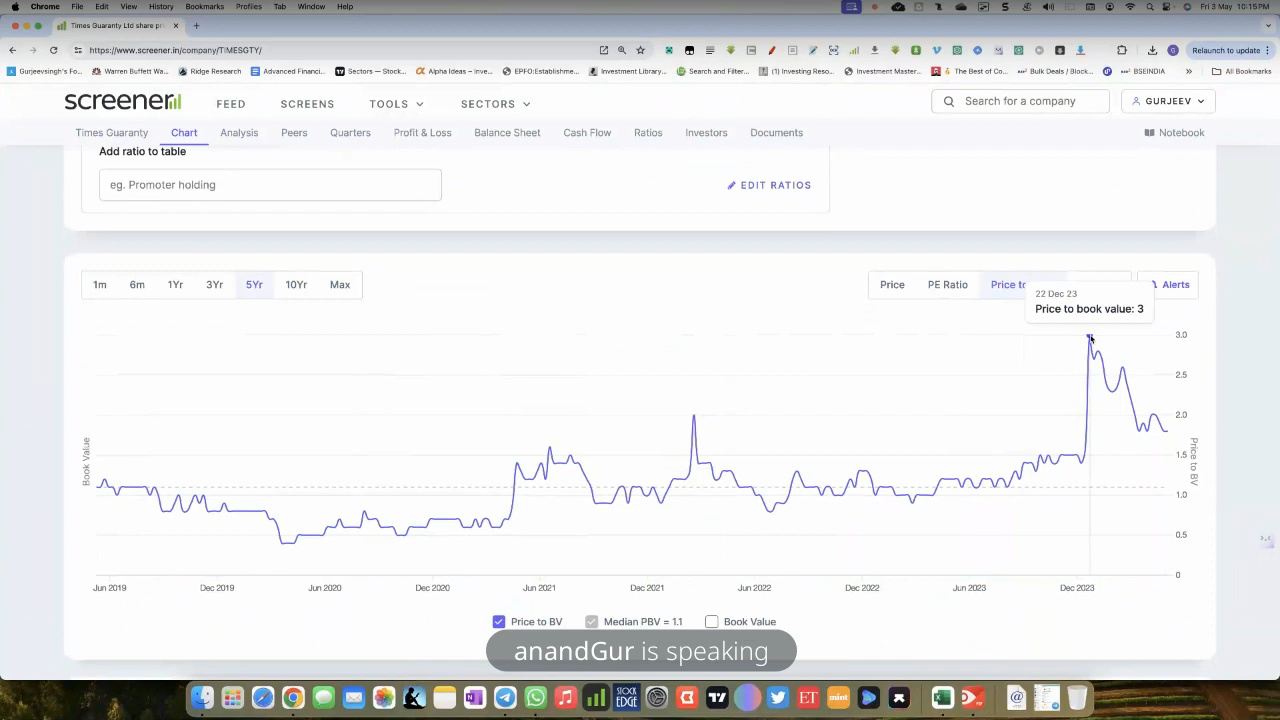 Chrome File Edit View History Bookmarks Profiles Tab Window Help Fri 3 May 10:15PM
Times Guaranty Ltd share pr
https://www.screener.in/company/TIMESGTY/ Relaunch to update
Gurjeevsingh's Fo... Warren Buffett Wa... Ridge Research Advanced Financi... Sectors — Stock... Alpha Ideas – inve... EPFO:Establishme... Investment Library... Search and Filter... (1) Investing Reso... Investment Master... The Best of Co... Bulk Deals / Block... BSEINDIA » All Bookmarks
screener FEED SCREENS TOOLS SECTORS Search for a company GURJEEV
Times Guaranty Chart Analysis Peers Quarters Profit & Loss Balance Sheet Cash Flow Ratios Investors Documents Notebook
Add ratio to table
eg. Promoter holding EDIT RATIOS
1m 6m 1Yr 3Yr 5Yr 10Yr Max Price PE Ratio Price to Alerts
22 Dec 23
Price to book value: 3
3.0
2.5
2.0
1.5
1.0
0.5
0
Book Value
Price to BV
Jun 2019 Dec 2019 Jun 2020 Dec 2020 Jun 2021 Dec 2021 Jun 2022 Dec 2022 Jun 2023 Dec 2023
Price to BV Median PBV = 1.1 Book Value
anandGur is speaking
STOCK EDGE ET mint